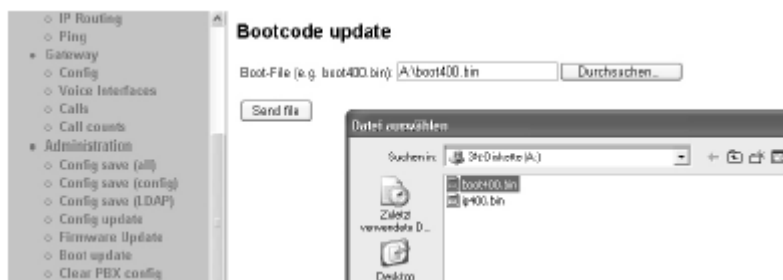 IP Routing
Ping
Gateway
Config
Voice Interfaces
Calls
Call counts
Administration
Config save (all)
Config save (config)
Config save (LDAP)
Config update
Firmware Update
Boot update
Clear PBX config
Bootcode update
Boot-File (e.g. boot400.bin): A:\boot400.bin Durchsuchen...
Send file
Datei auswählen
Suchen in: 3½-Diskette (A:)
boot400.bin
ip400.bin
Zuletzt
verwendete D...
Desktop